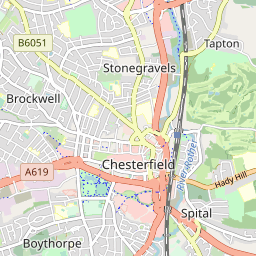 B6051
Tapton
Stonegravels
Brockwell
River Rother
Chesterfield
A619
Hady Hill
Spital
Boythorpe